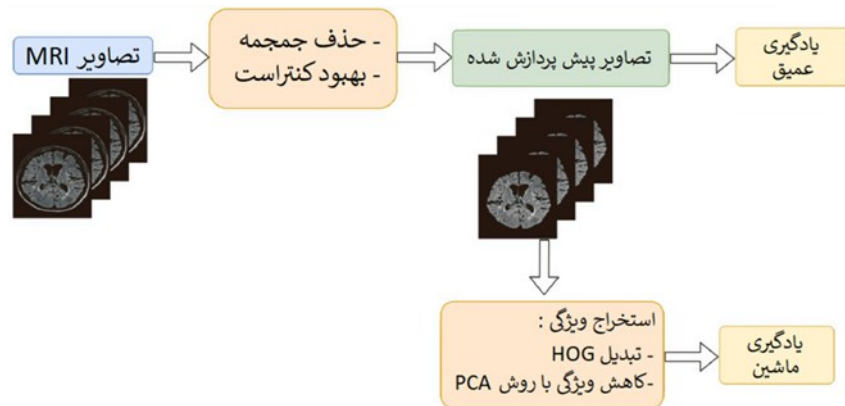 تصاویر MRI
- حذف جمجمه
- بهبود کنتراست
تصاویر پیش پردازش شده
یادگیری
عمیق
استخراج ویژگی :
- تبدیل HOG
-کاهش ویژگی با روش PCA
یادگیری
ماشین